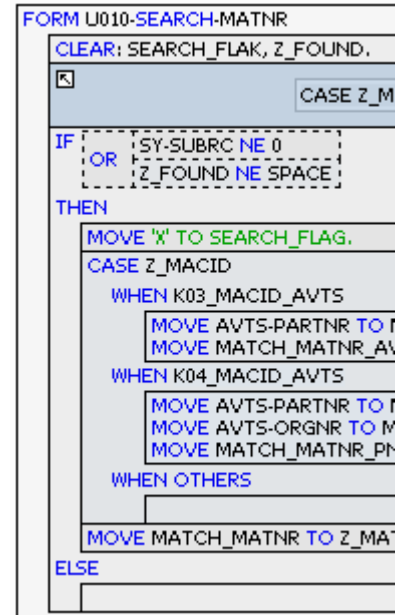 FORM U010-SEARCH-MATNR
CLEAR: SEARCH_FLAK, Z_FOUND.
CASE Z_M
IF
OR
SY-SUBRC NE 0
Z_FOUND NE SPACE
THEN
MOVE 'X' TO SEARCH_FLAG.
CASE Z_MACID
WHEN K03_MACID_AVTS
MOVE AVTS-PARTNR TO
MOVE MATCH_MATNR_AV
WHEN K04_MACID_AVTS
MOVE AVTS-PARTNR TO
MOVE AVTS-ORGNR TO M
MOVE MATCH_MATNR_PN
WHEN OTHERS
MOVE MATCH_MATNR TO Z_MAT
ELSE